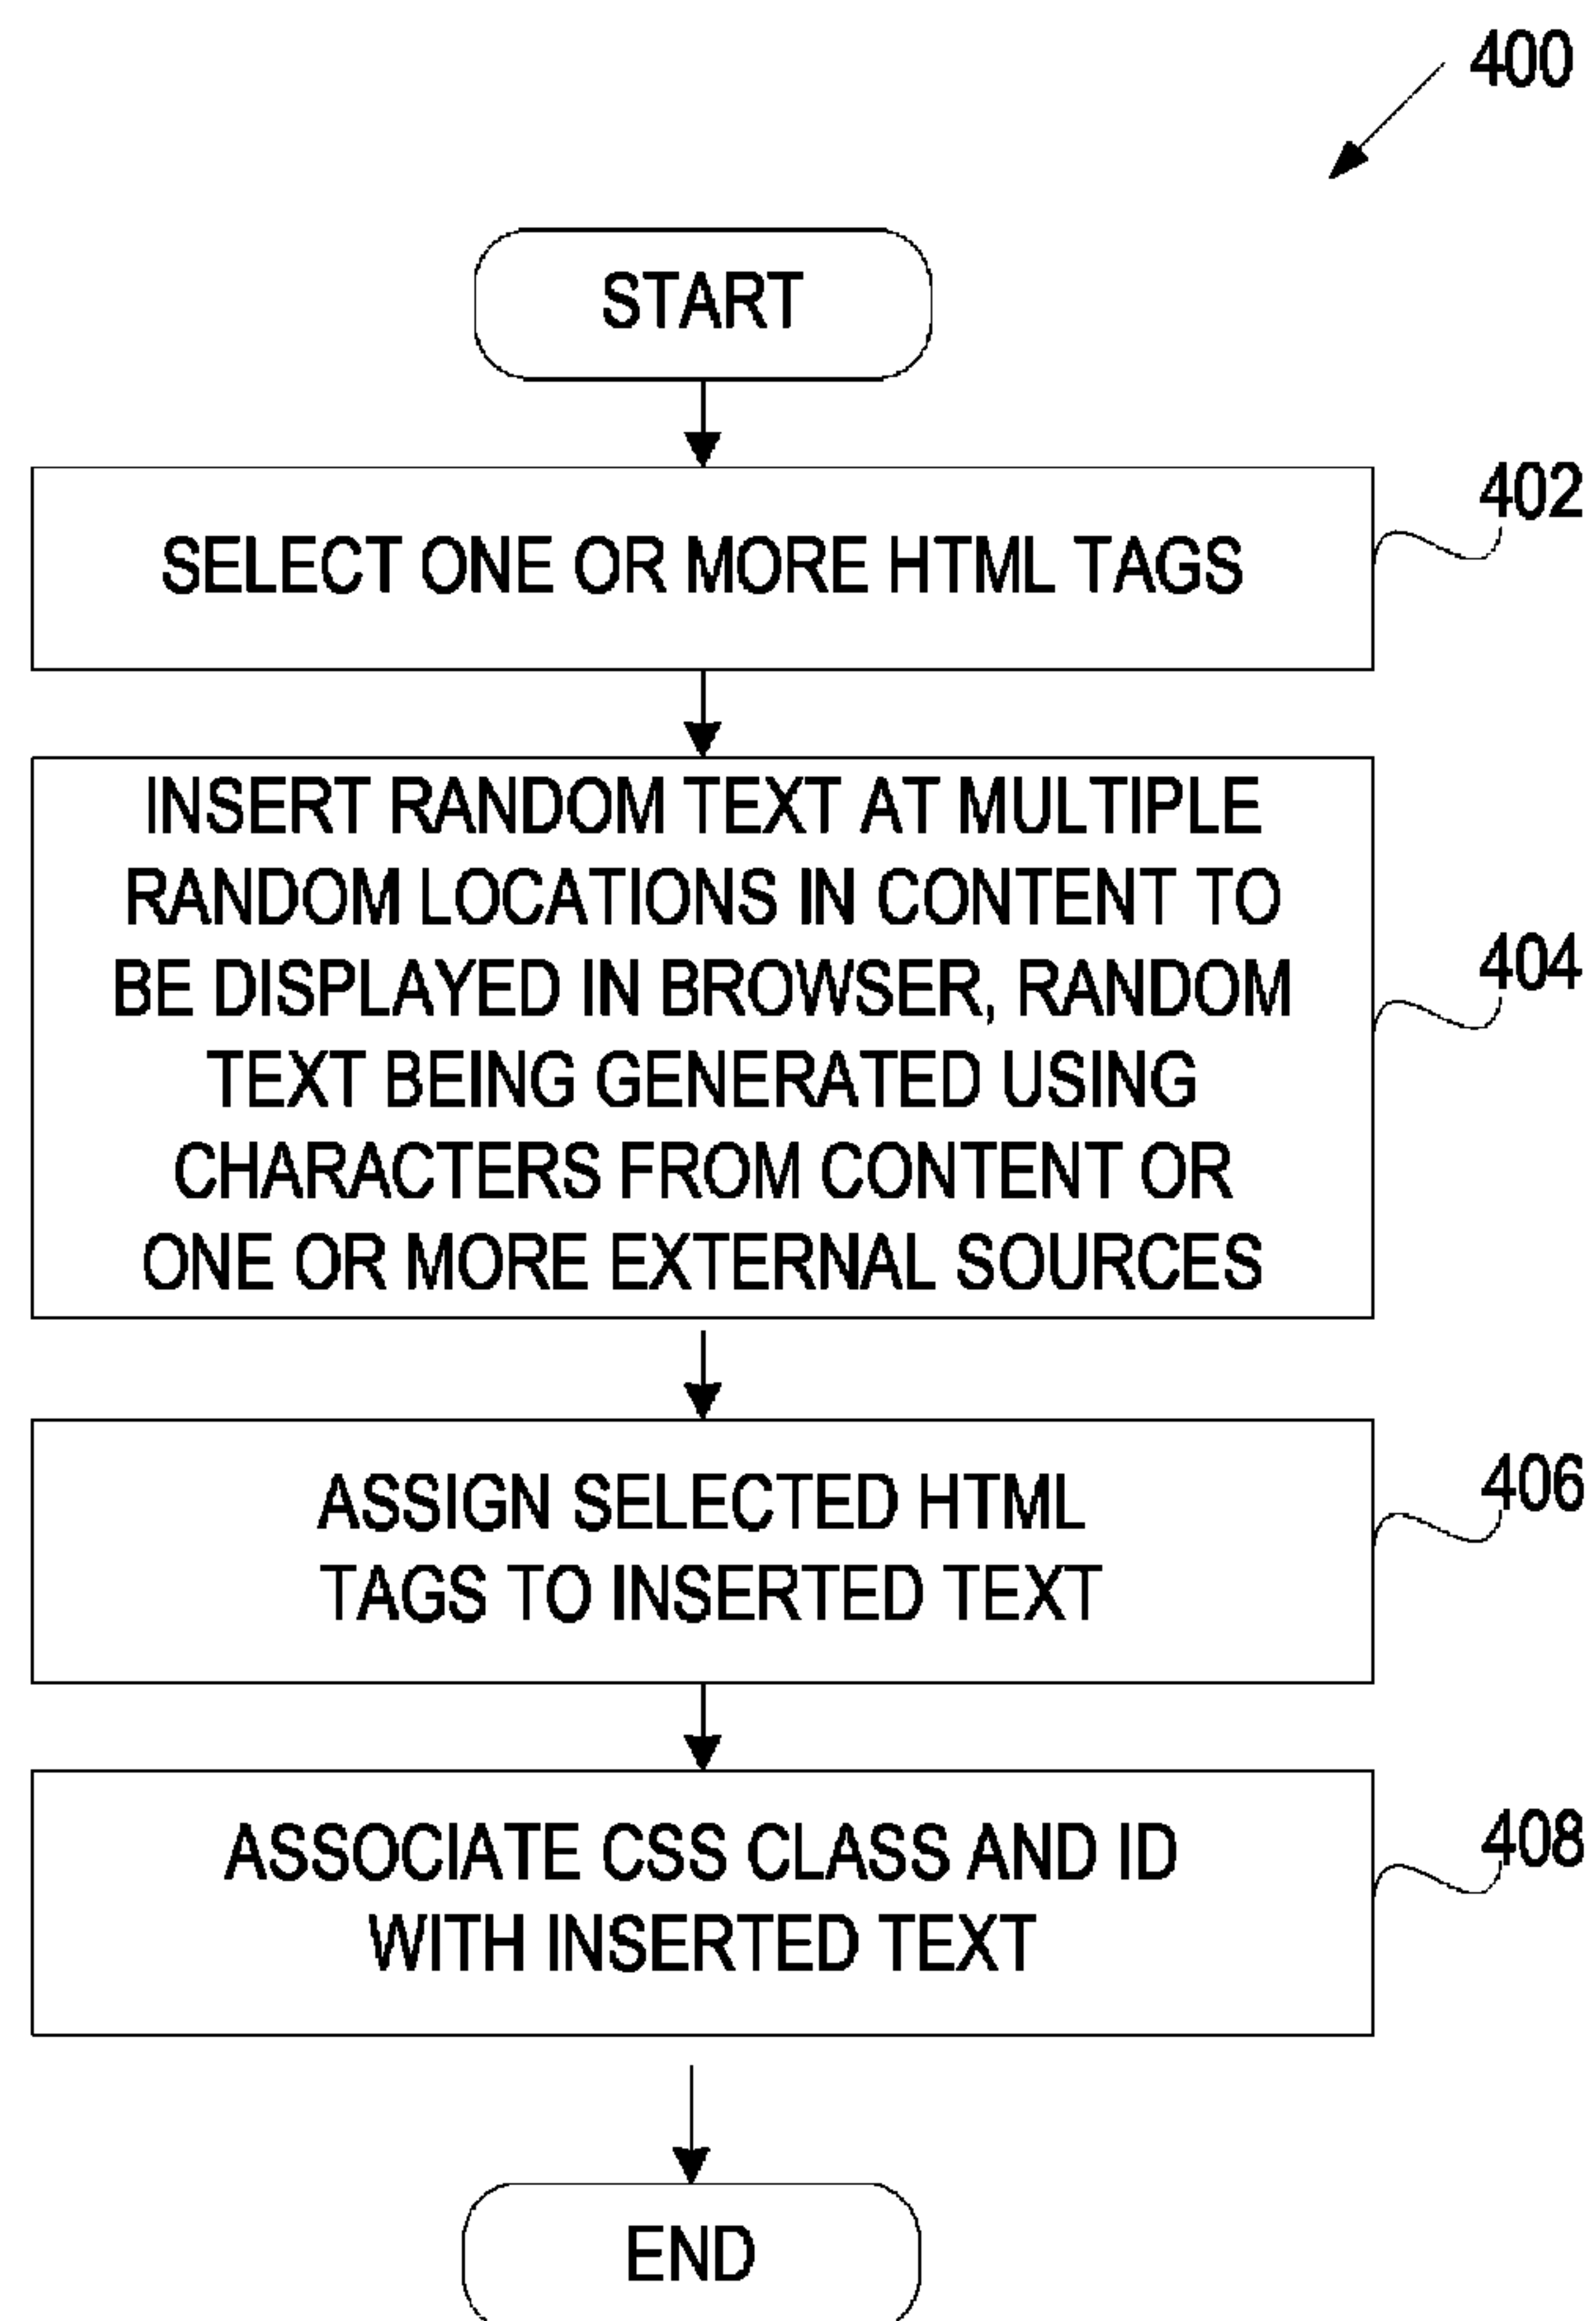 400
START
SELECT ONE OR MORE HTML TAGS
402
INSERT RANDOM TEXT AT MULTIPLE
RANDOM LOCATIONS IN CONTENT TO
BE DISPLAYED IN BROWSER, RANDOM
TEXT BEING GENERATED USING
CHARACTERS FROM CONTENT OR
ONE OR MORE EXTERNAL SOURCES
404
ASSIGN SELECTED HTML
TAGS TO INSERTED TEXT
406
ASSOCIATE CSS CLASS AND ID
WITH INSERTED TEXT
408
END